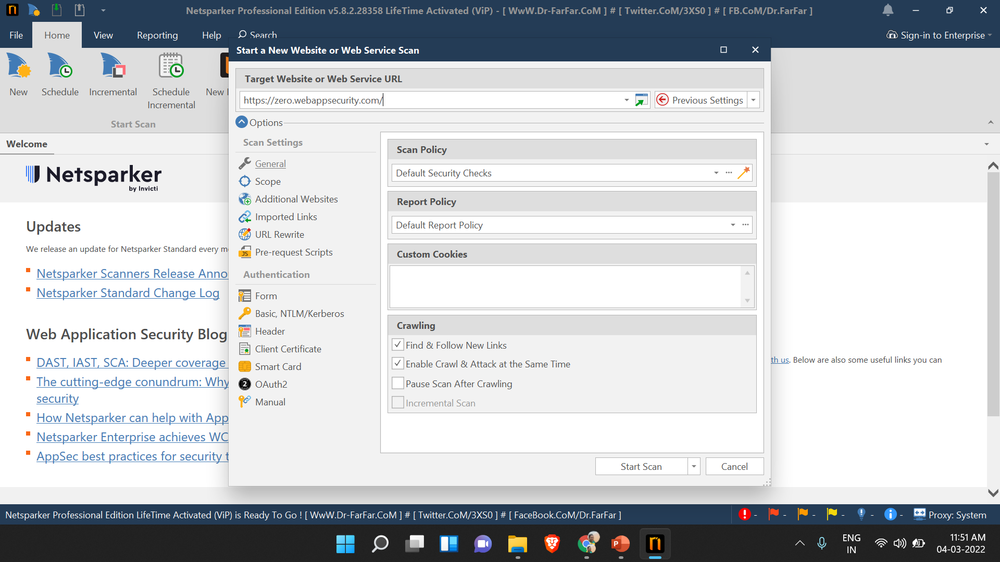 Netsparker Professional Edition v5.8.2.28358 LifeTime Activated (ViP) - [ WwW.Dr-FarFar.CoM ] # [ Twitter.CoM/3XS0 ] # [ FB.CoM/Dr.FarFar ]
File Home View Reporting Help Search Sign-in to Enterprise
New Schedule Incremental Schedule Incremental New
Start Scan
Welcome
Netsparker
by Invicti
Updates
We release an update for Netsparker Standard every
Netsparker Scanners Release
Netsparker Standard Change Log
Web Application Security Blog
DAST, IAST, SCA: Deeper coverage
The cutting-edge conundrum: Why
security
How Netsparker can help with
Netsparker Enterprise achieves
AppSec best practices for security
us. Below are also some useful links you can
Start a New Website or Web Service Scan
Target Website or Web Service URL
https://zero.webappsecurity.com/
Previous Settings
Options
Scan Settings
General
Scope
Additional Websites
Imported Links
URL Rewrite
JS
Pre-request Scripts
Authentication
Form
Basic, NTLM/Kerberos
Header
Client Certificate
Smart Card
2
OAuth2
Manual
Scan Policy
Default Security Checks
Report Policy
Default Report Policy
Custom Cookies
Crawling
Find & Follow New Links
Enable Crawl & Attack at the Same Time
Pause Scan After Crawling
Incremental Scan
Start Scan
Cancel
Netsparker Professional Edition LifeTime Activated (ViP) is Ready To Go ! [ WwW.Dr-FarFar.CoM ] # [ Twitter.CoM/3XS0 ] # [ FaceBook.CoM/Dr.FarFar ]
- - - - - - Proxy: System
ENG
IN
11:51 AM
04-03-2022